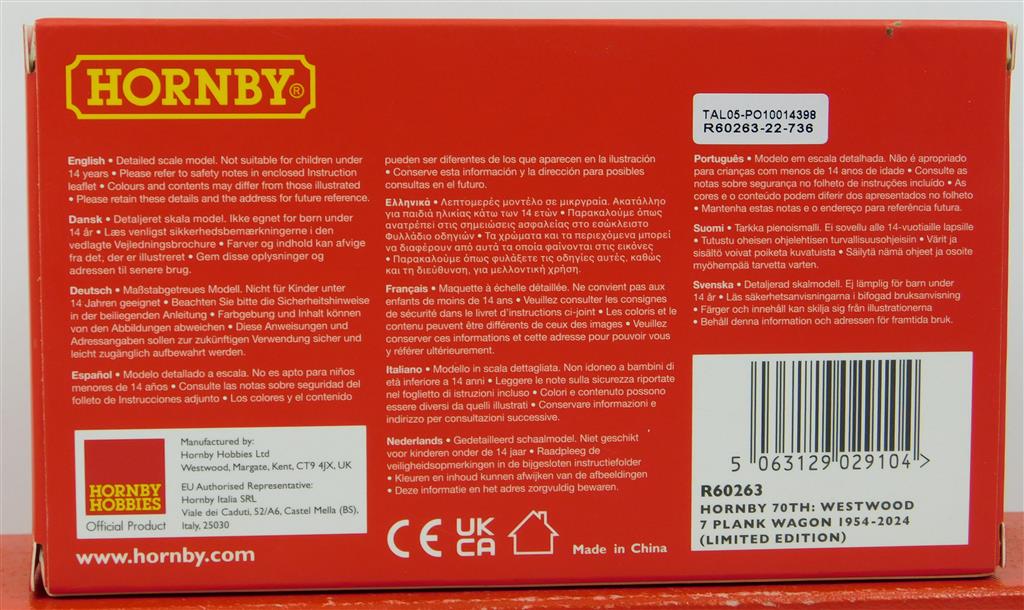 HORNBY®
English • Detailed scale model. Not suitable for children under
14 years • Please refer to safety notes in enclosed Instruction
leaflet • Colours and contents may differ from those illustrated
• Please retain these details and the address for future reference.
Dansk • Detaljeret skala model. Ikke egnet for børn under
14 år • Læs venligst sikkerhedsbemærkningerne i den
vedlagte Vejledningsbrochure • Farver og indhold kan afvige
fra det, der er illustreret • Gem disse oplysninger og
adressen til senere brug.
Deutsch • Maßstabgetreues Modell. Nicht für Kinder unter
14 Jahren geeignet • Beachten Sie bitte die Sicherheitshinweise
in der beiliegenden Anleitung • Farbgebung und Inhalt können
von den Abbildungen abweichen • Diese Anweisungen und
Adressangaben sollen zur zukünftigen Verwendung sicher und
leicht zugänglich aufbewahrt werden.
Español • Modelo detallado a escala. No es apto para niños
menores de 14 años • Consulte las notas sobre seguridad del
folleto de Instrucciones adjunto • Los colores y el contenido
pueden ser diferentes de los que aparecen en la ilustración
• Conserve esta información y la dirección para posibles
consultas en el futuro.
Ελληνικά • Λεπτομερές μοντέλο σε μικργραία. Ακατάλληο
για παιδιά ηλικίας κάτω των 14 ετών • Παρακαλούμε όπως
ανατρέπει στις σημειώσεις ασφαλείας στο εσώκλειστο
Φυλλάδιο οδηγιών • Τα χρώματα και τα περιεχόμενα μπορεί
να διαφέρουν από αυτά τα οποία φαίνονται στις εικόνες
• Παρακαλούμε όπως φυλάξετε τις οδηγίες αυτές, καθώς
και τη διεύθυνση, για μελλοντική χρήση.
Français • Maquette à échelle détaillée. Ne convient pas aux
enfants de moins de 14 ans • Veuillez consulter les consignes
de sécurité dans le livret d'instructions ci-joint • Les coloris et le
contenu peuvent être différents de ceux des images • Veuillez
conserver ces informations et cette adresse pour pouvoir vous
y référer ultérieurement.
Italiano • Modello in scala dettagliata. Non idoneo a bambini di
età inferiore a 14 anni • Leggere le note sulla sicurezza riportate
nel foglietto di istruzioni incluso • Colori e contenuto possono
essere diversi da quelli illustrati • Conservare informazioni e
indirizzo per consultazioni successive.
Nederlands • Gedetailleerd schaalmodel. Niet geschikt
voor kinderen onder de 14 jaar • Raadpleeg de
veiligheidsopmerkingen in de bijgesloten instructiefolder
• Kleuren en inhoud kunnen afwijken van de afbeeldingen
• Deze informatie en het adres zorgvuldig bewaren.
TAL05-PO10014398
R60263-22-736
Português • Modelo em escala detalhada. Não é apropriado
para crianças com menos de 14 anos de idade • Consulte as
notas sobre segurança no folheto de instruções incluído • As
cores e o conteúdo podem diferir dos apresentados no folheto
• Mantenha estas notas e o endereço para referência futura.
Suomi • Tarkka pienoismalli. Ei sovellu alle 14-vuotiaille lapsille
• Tutustu oheisen ohjelehtisen turvallisuusohjeisiin • Värit ja
sisältö voivat poiketa kuvatuista • Säilytä nämä ohjeet ja osoite
myöhempää tarvetta varten.
Svenska • Detaljerad skalmodell. Ej lämplig för barn under
14 år • Läs säkerhetsanvisningarna i bifogad bruksanvisning
• Färger och innehåll kan skilja sig från illustrationerna
• Behåll denna information och adressen för framtida bruk.
HORNBY
HOBBIES
Official Product
Manufactured by:
Hornby Hobbies Ltd
Westwood, Margate, Kent, CT9 4JX, UK
EU Authorised Representative:
Hornby Italia SRL
Viale dei Caduti, 52/A6, Castel Mella (BS),
Italy, 25030
www.hornby.com
CE UK
CA
Made in China
5 063129 029104 >
R60263
HORNBY 70TH: WESTWOOD
7 PLANK WAGON 1954-2024
(LIMITED EDITION)